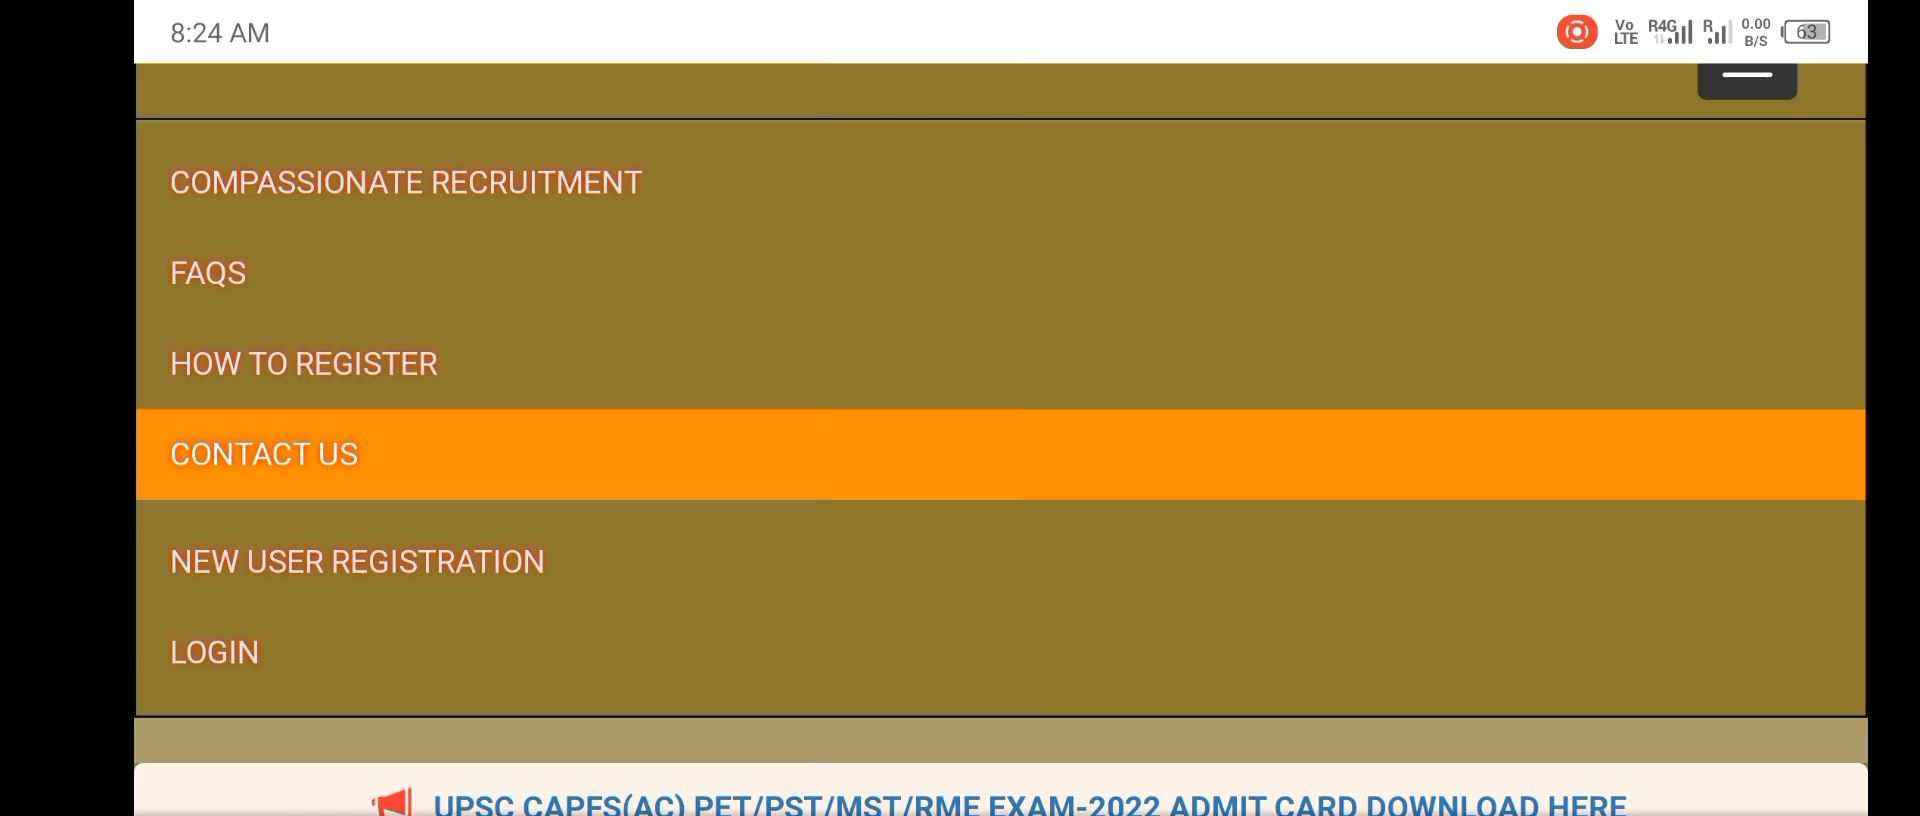 8:24 AM
Vo LTE R4G R 0.00 B/S 63
COMPASSIONATE RECRUITMENT
FAQS
HOW TO REGISTER
CONTACT US
NEW USER REGISTRATION
LOGIN
UPSC CAPFS(AC) PET/PST/MST/RME EXAM-2022 ADMIT CARD DOWNLOAD HERE